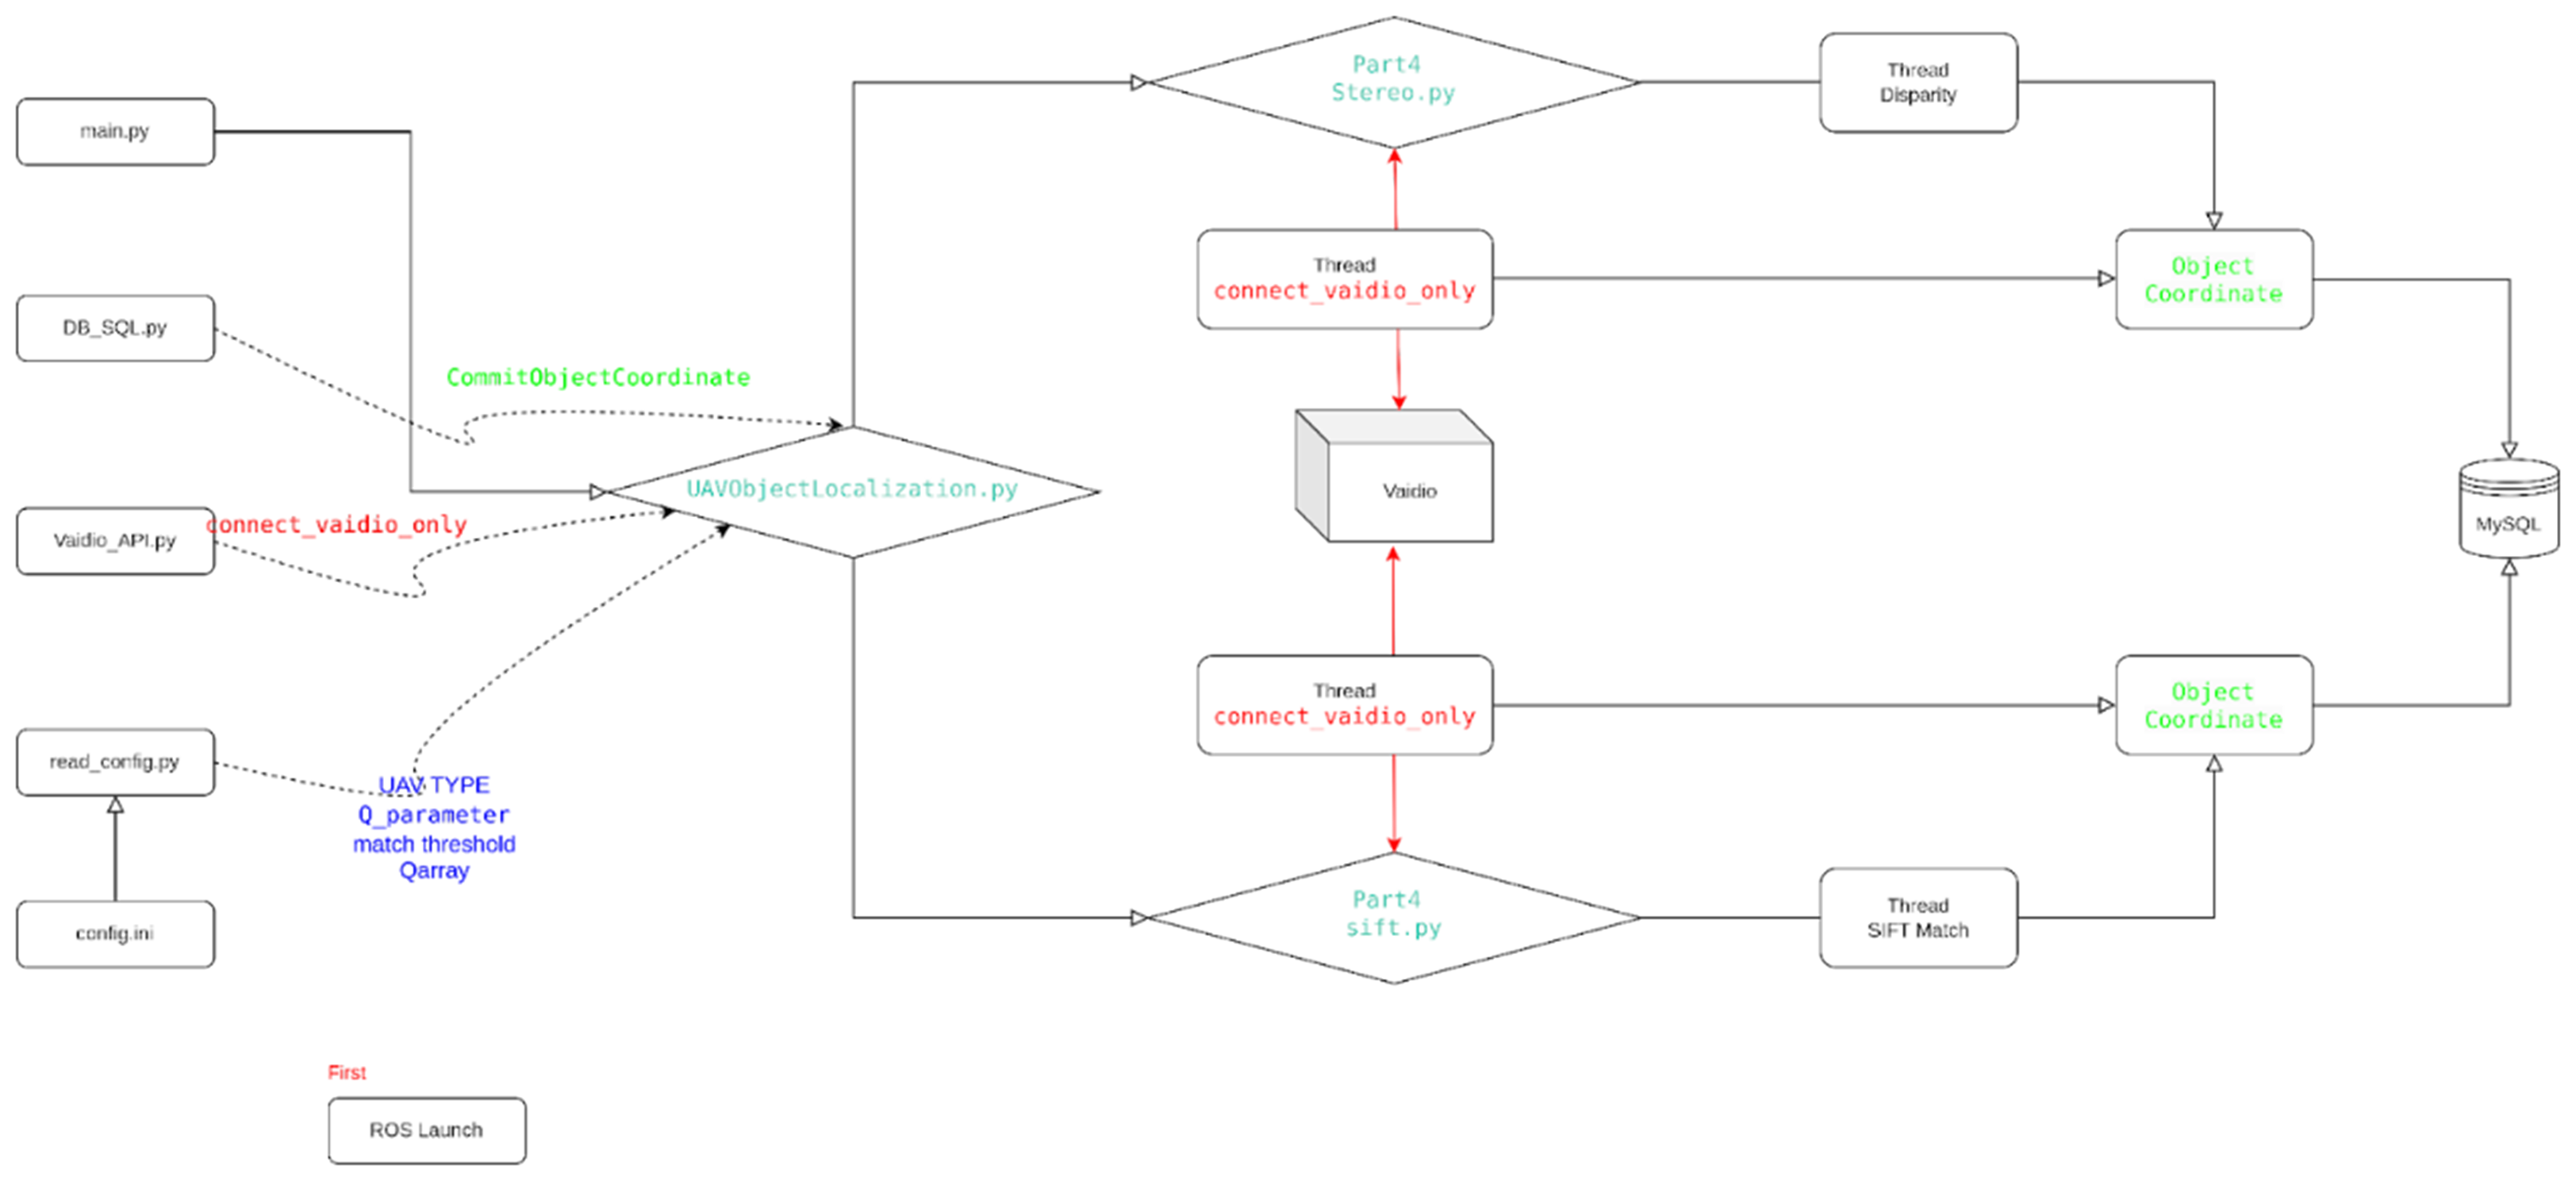 main.py
DB_SQL.py
CommitObjectCoordinate
Vaidio_API.py
connect_vaidio_only
UAVObjectLocalization.py
read_config.py
UAV TYPE
Q_parameter
match threshold
Qarray
config.ini
First
ROS Launch
Part4
Stereo.py
Thread
Disparity
Thread
connect_vaidio_only
Object
Coordinate
Vaidio
MySQL
Thread
connect_vaidio_only
Object
Coordinate
Part4
sift.py
Thread
SIFT Match